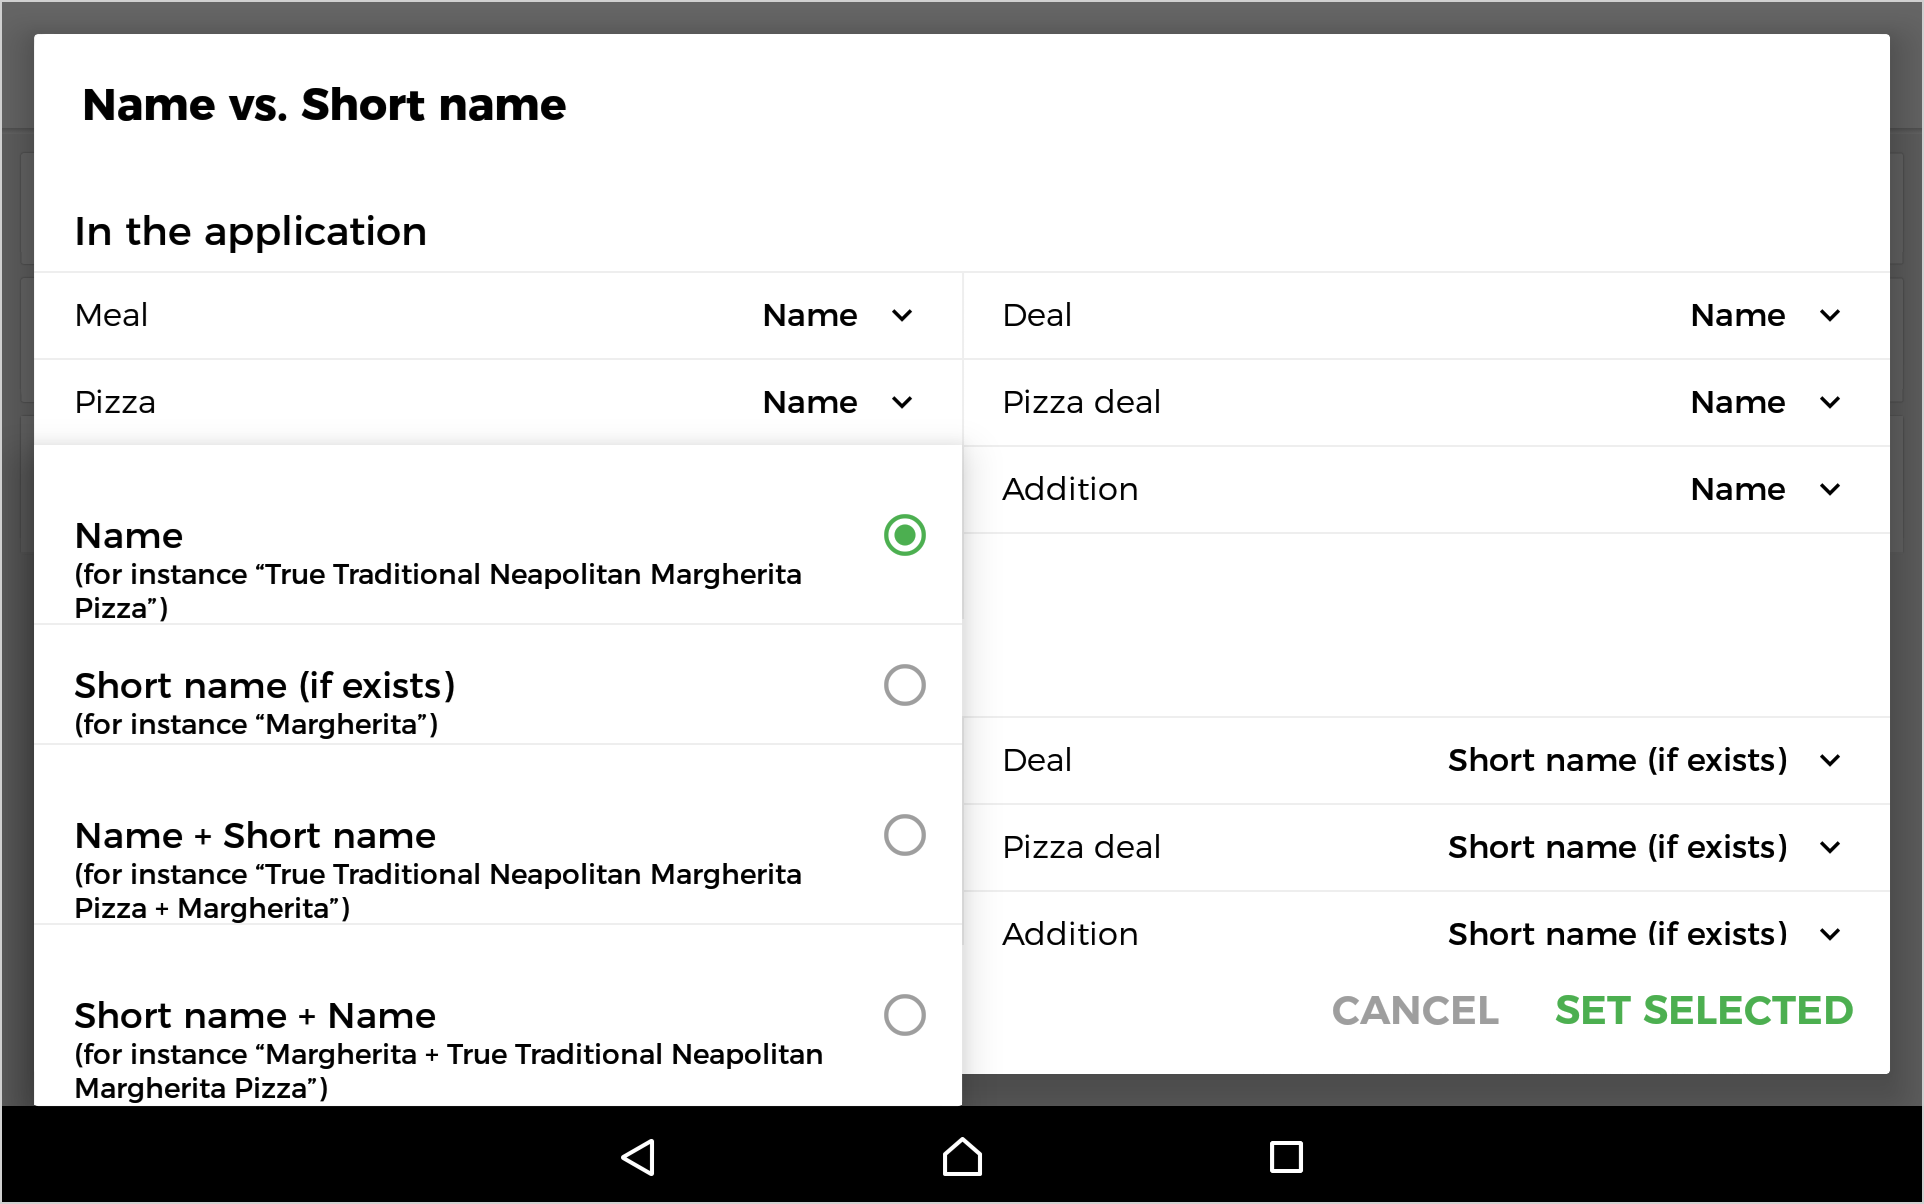 Name vs. Short name
In the application
Meal Name
Deal Name
Pizza Name
Pizza deal Name
Addition Name
Name
(for instance “True Traditional Neapolitan Margherita
Pizza”)
Short name (if exists)
(for instance “Margherita”)
Name + Short name
(for instance “True Traditional Neapolitan Margherita
Pizza + Margherita”)
Short name + Name
(for instance “Margherita + True Traditional Neapolitan
Margherita Pizza”)
Deal Short name (if exists)
Pizza deal Short name (if exists)
Addition Short name (if exists)
CANCEL SET SELECTED